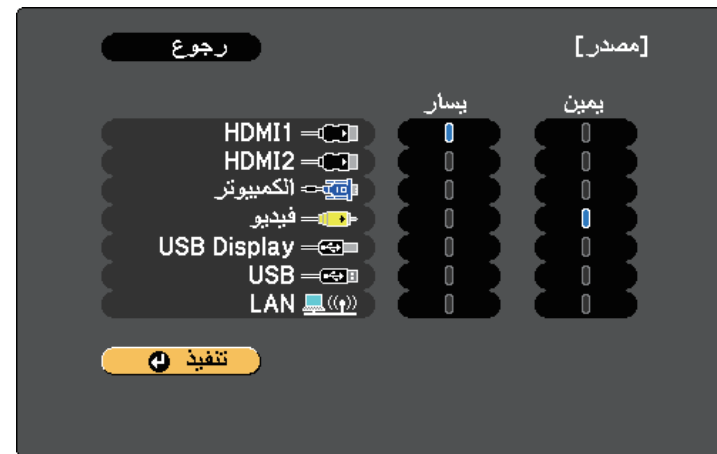 [مصدر]
رجوع
يمين
يسار
HDMI1
HDMI2
الكمبيوتر
فيديو
USB Display
USB
LAN
تنفيذ